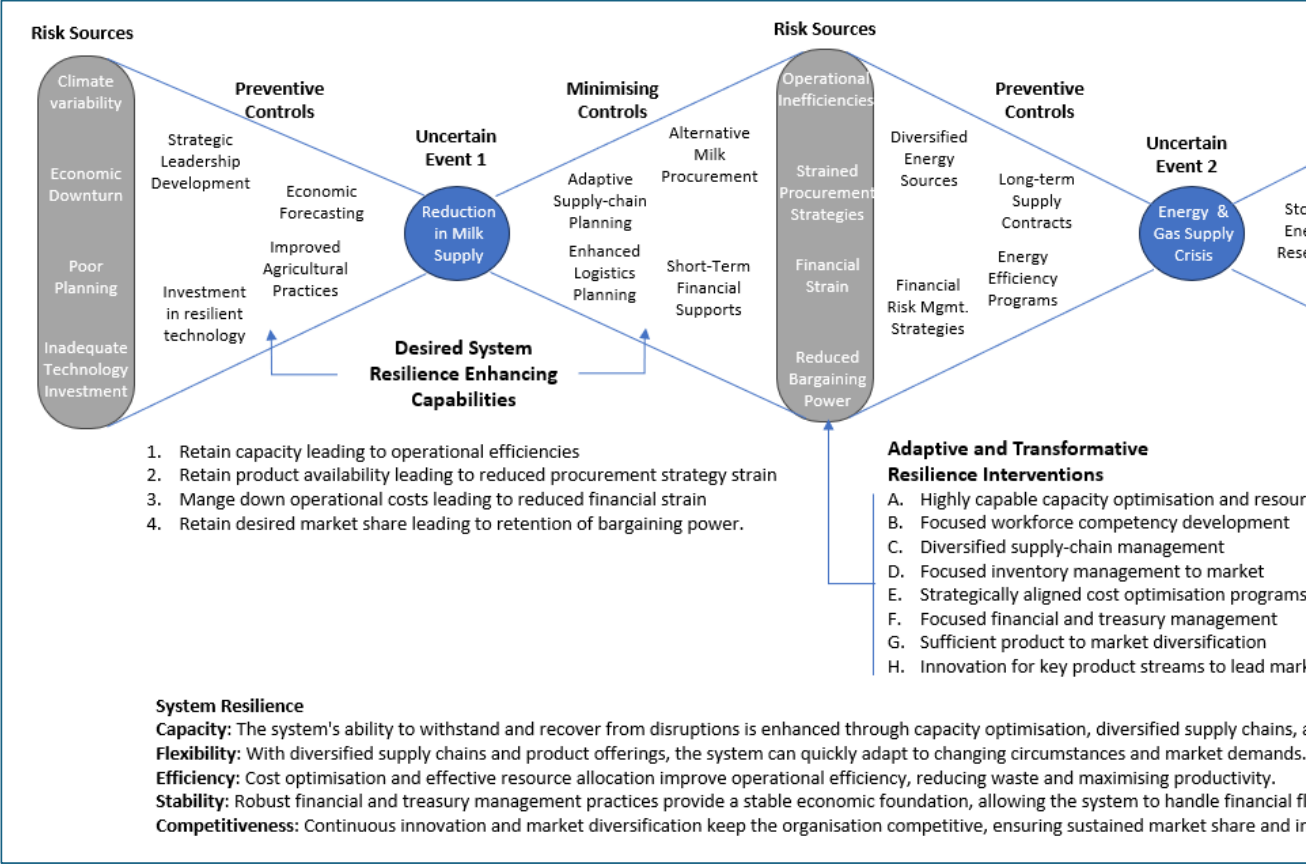 Risk Sources
Climate
variability
Economic
Downturn
Poor
Planning
Inadequate
Technology
Investment
Preventive
Controls
Strategic
Leadership
Development
Economic
Forecasting
Improved
Agricultural
Practices
Investment
in resilient
technology
Uncertain
Event 1
Reduction
in Milk
Supply
Minimising
Controls
Alternative
Milk
Procurement
Adaptive
Supply-chain
Planning
Enhanced
Logistics
Planning
Short-Term
Financial
Supports
Desired System
Resilience Enhancing
Capabilities
Risk Sources
Operational
Inefficiencies
Strained
Procurement
Strategies
Financial
Strain
Reduced
Bargaining
Power
Preventive
Controls
Diversified
Energy
Sources
Long-term
Supply
Contracts
Energy
Efficiency
Programs
Financial
Risk Mgmt.
Strategies
Uncertain
Event 2
Energy &
Gas Supply
Crisis
1. Retain capacity leading to operational efficiencies
2. Retain product availability leading to reduced procurement strategy strain
3. Mange down operational costs leading to reduced financial strain
4. Retain desired market share leading to retention of bargaining power.
Adaptive and Transformative
Resilience Interventions
A. Highly capable capacity optimisation and
B. Focused workforce competency development
C. Diversified supply-chain management
D. Focused inventory management to market
E. Strategically aligned cost optimisation programs
F. Focused financial and treasury management
G. Sufficient product to market diversification
H. Innovation for key product streams to lead
System Resilience
Capacity: The system's ability to withstand and recover from disruptions is enhanced through capacity optimisation, diversified supply chains,
Flexibility: With diversified supply chains and product offerings, the system can quickly adapt to changing circumstances and market demands.
Efficiency: Cost optimisation and effective resource allocation improve operational efficiency, reducing waste and maximising productivity.
Stability: Robust financial and treasury management practices provide a stable economic foundation, allowing the system to handle financial
Competitiveness: Continuous innovation and market diversification keep the organisation competitive, ensuring sustained market share and